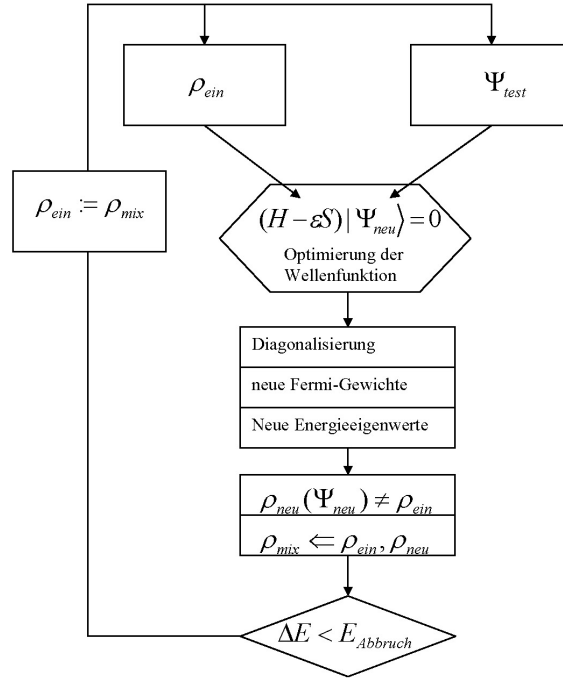 ρ_ein
Ψ_test
ρ_ein := ρ_mix
(H − εS) | Ψ_neu⟩ = 0
Optimierung der
Wellenfunktion
Diagonalisierung
neue Fermi-Gewichte
Neue Energieeigenwerte
ρ_neu (Ψ_neu) ≠ ρ_ein
ρ_mix ⇐ ρ_ein, ρ_neu
ΔE < E_Abbruch